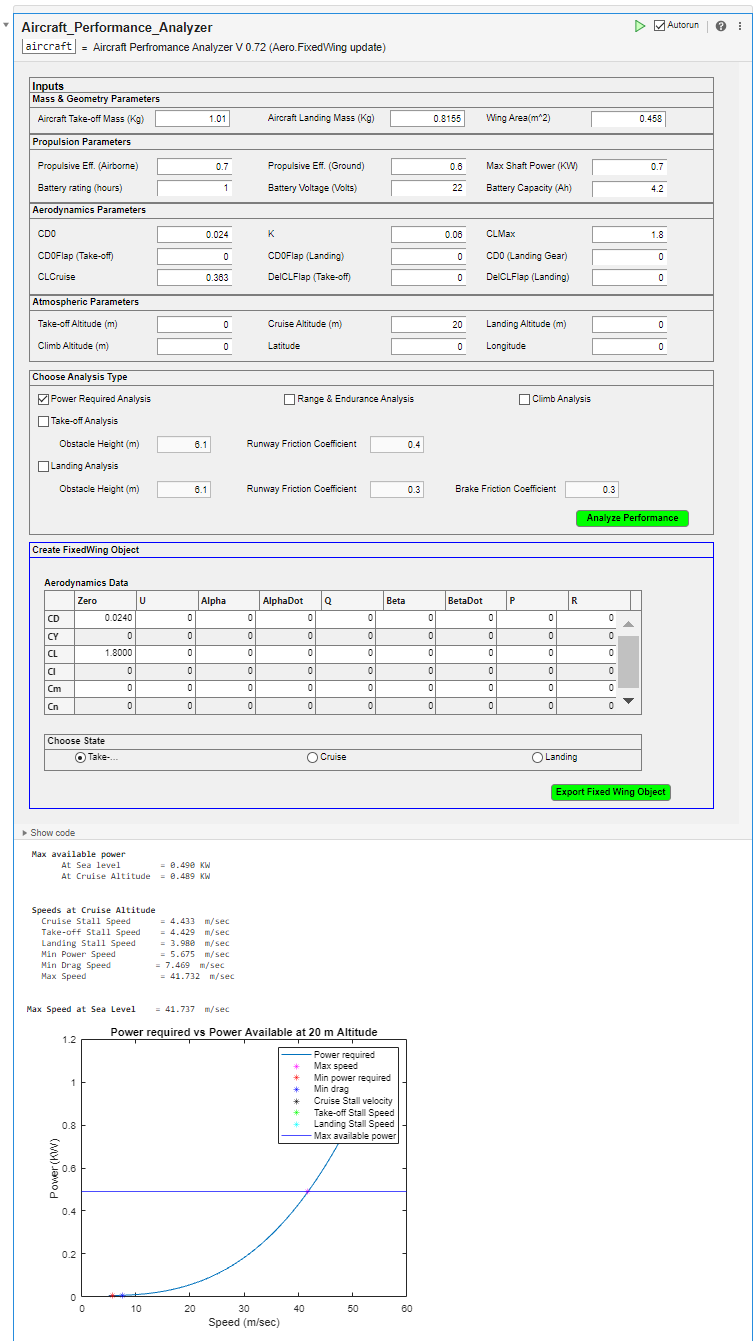 Aircraft_Performance_Analyzer
Autorun
aircraft = Aircraft Perfromance Analyzer V 0.72 (Aero.FixedWing update)
Inputs
Mass & Geometry Parameters
Aircraft Take-off Mass (Kg) 1.01 Aircraft Landing Mass (Kg) 0.8155 Wing Area(m^2) 0.458
Propulsion Parameters
Propulsive Eff. (Airborne) 0.7 Propulsive Eff. (Ground) 0.6 Max Shaft Power (KW) 0.7
Battery rating (hours) 1 Battery Voltage (Volts) 22 Battery Capacity (Ah) 4.2
Aerodynamics Parameters
CD0 0.024 K 0.06 CLMax 1.8
CD0Flap (Take-off) 0 CD0Flap (Landing) 0 CD0 (Landing Gear) 0
CLCruise 0.363 DelCLFlap (Take-off) 0 DelCLFlap (Landing) 0
Atmospheric Parameters
Take-off Altitude (m) 0 Cruise Altitude (m) 20 Landing Altitude (m) 0
Climb Altitude (m) 0 Latitude 0 Longitude 0
Choose Analysis Type
Power Required Analysis Range & Endurance Analysis Climb Analysis
Take-off Analysis
Obstacle Height (m) 6.1 Runway Friction Coefficient 0.4
Landing Analysis
Obstacle Height (m) 6.1 Runway Friction Coefficient 0.3 Brake Friction Coefficient 0.3
Analyze Performance
Create FixedWing Object
Aerodynamics Data
Zero U Alpha AlphaDot Q Beta BetaDot P R
CD 0.0240 0 0 0 0 0 0 0 0
CY 0 0 0 0 0 0 0 0 0
CL 1.8000 0 0 0 0 0 0 0 0
Cl 0 0 0 0 0 0 0 0 0
Cm 0 0 0 0 0 0 0 0 0
Cn 0 0 0 0 0 0 0 0 0
Choose State
Take-... Cruise Landing
Export Fixed Wing Object
Show code
Max available power
At Sea level = 0.490 KW
At Cruise Altitude = 0.489 KW
Speeds at Cruise Altitude
Cruise Stall Speed = 4.433 m/sec
Take-off Stall Speed = 4.429 m/sec
Landing Stall Speed = 3.980 m/sec
Min Power Speed = 5.675 m/sec
Min Drag Speed = 7.469 m/sec
Max Speed = 41.732 m/sec
Max Speed at Sea Level = 41.737 m/sec
Power required vs Power Available at 20 m Altitude
Power required
Max speed
Min power required
Min drag
Cruise Stall velocity
Take-off Stall Speed
Landing Stall Speed
Max available power
1.2
1
0.8
0.6
0.4
0.2
0
Power (KW)
0 10 20 30 40 50 60
Speed (m/sec)